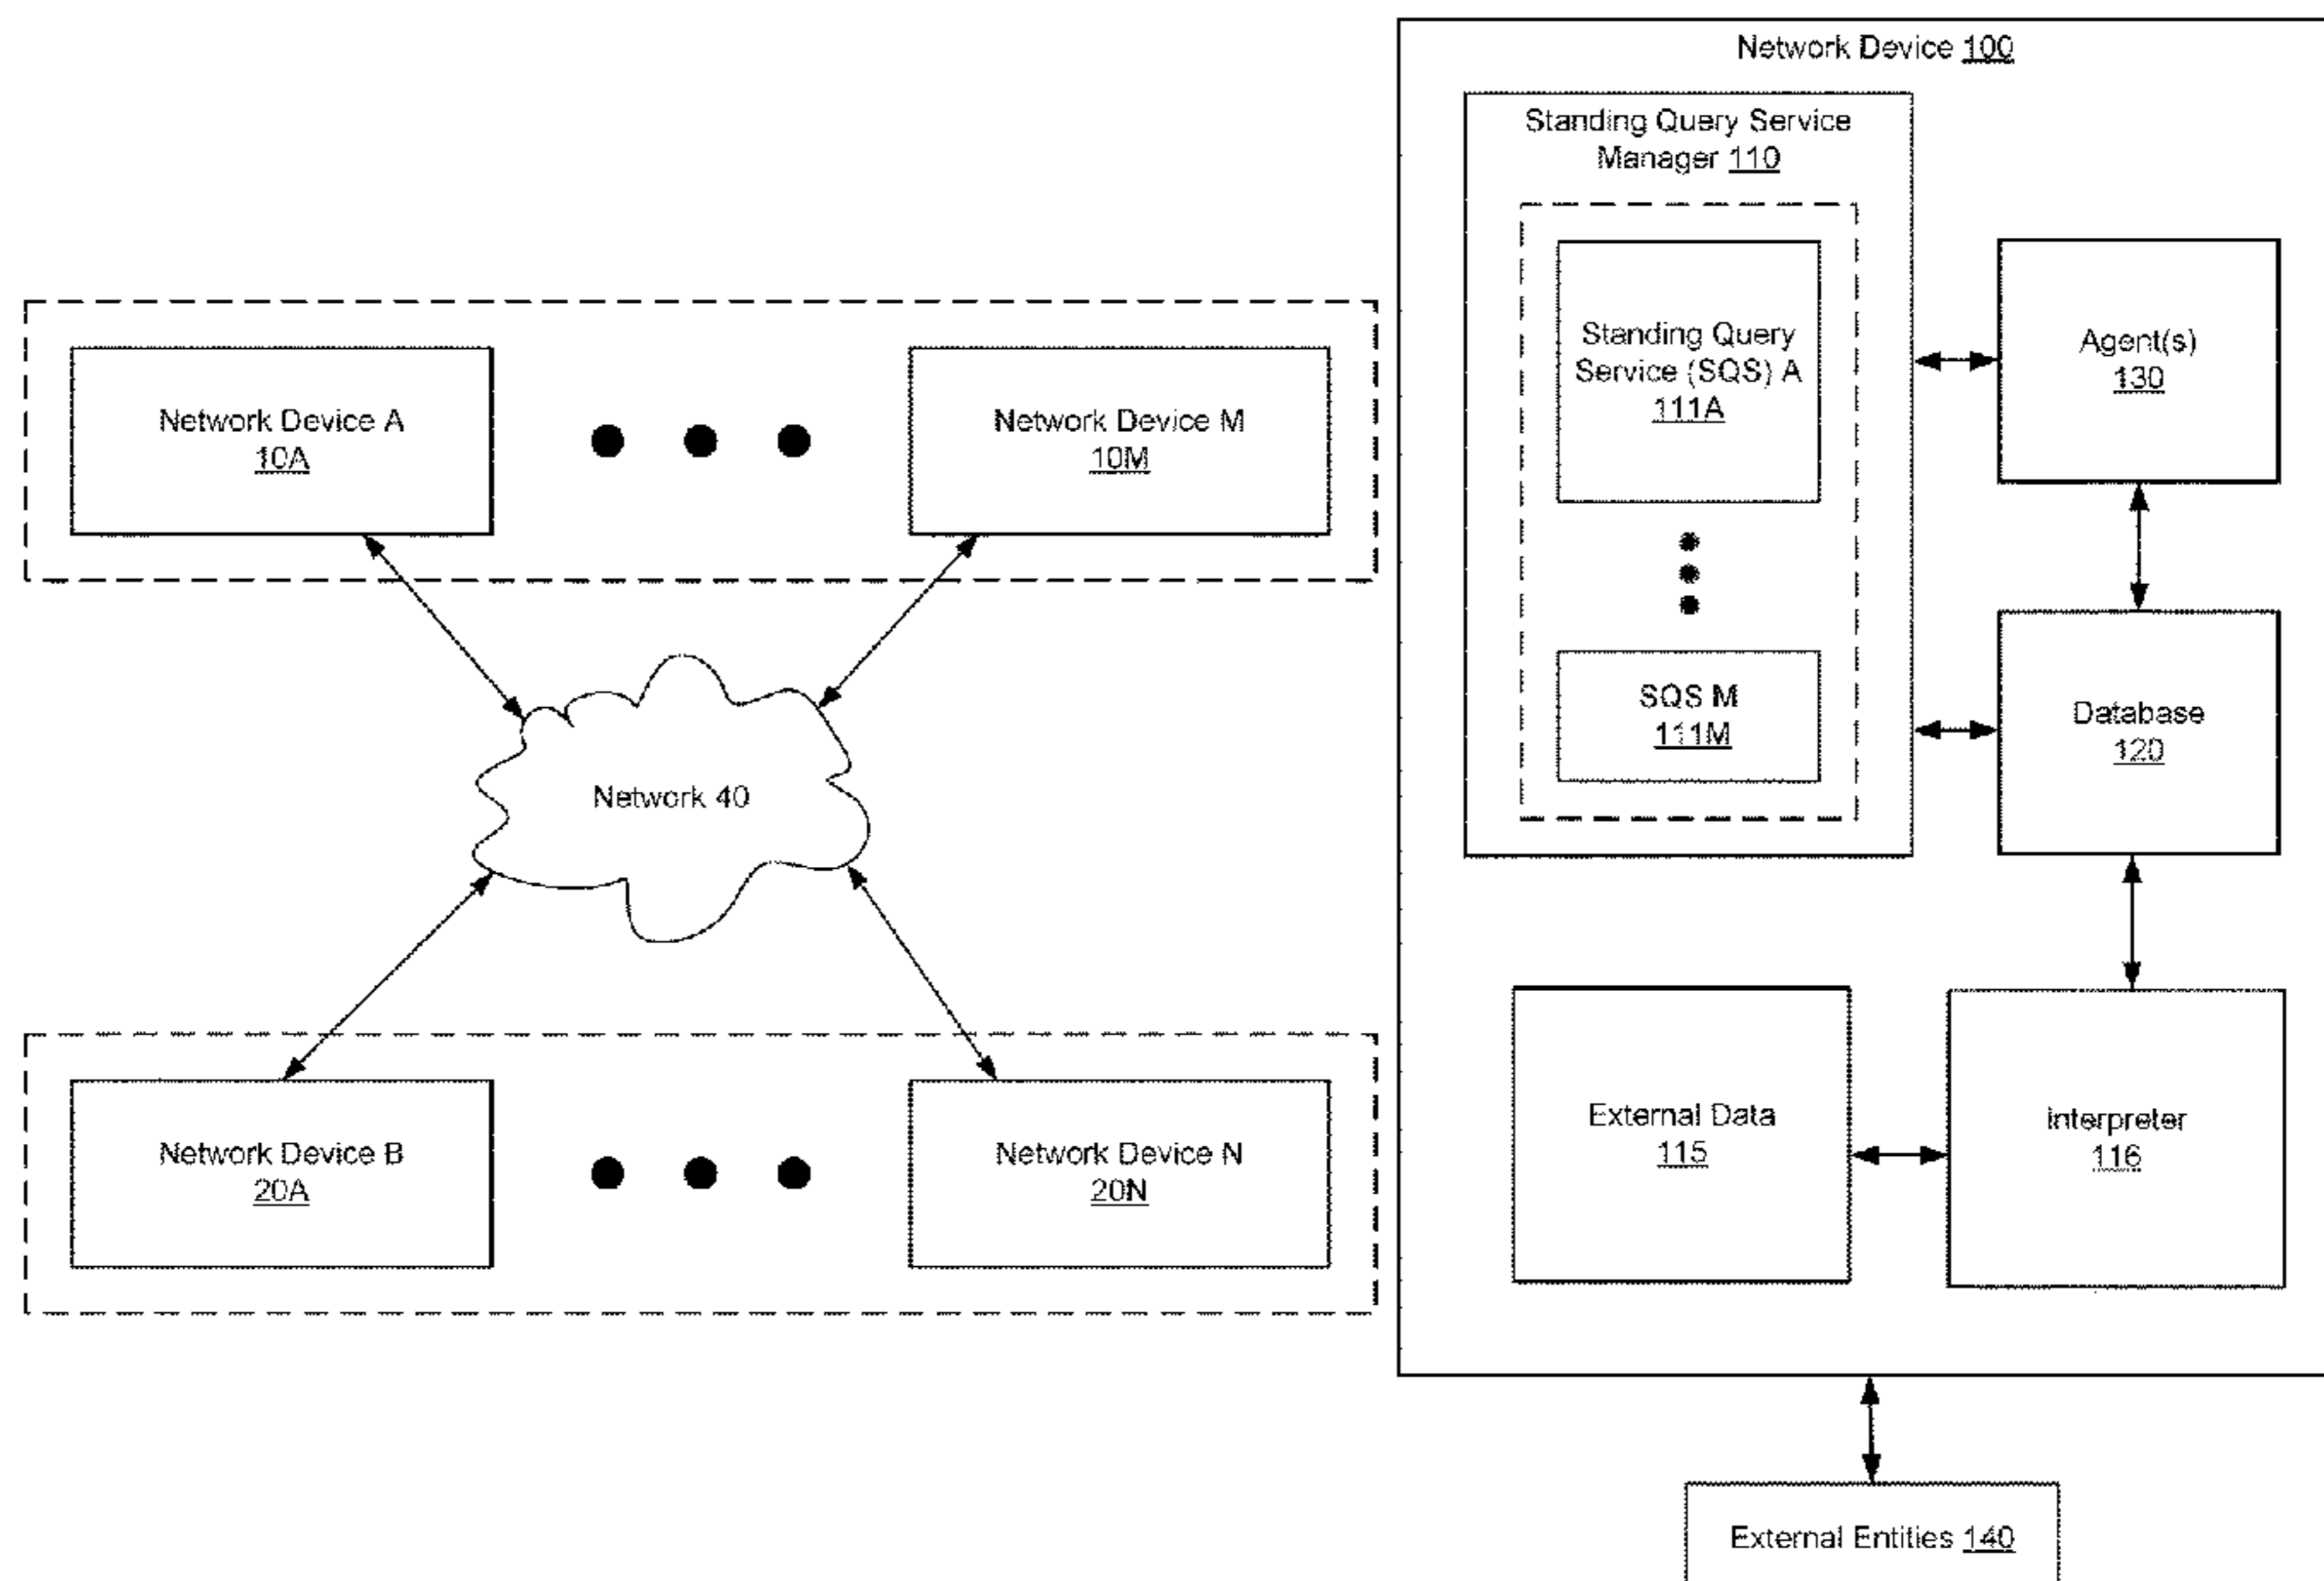 Network Device A
10A
Network Device M
10M
Network 40
Network Device B
20A
Network Device N
20N
Network Device 100
Standing Query Service
Manager 110
Standing Query
Service (SQS) A
111A
SQS M
111M
Agent(s)
130
Database
120
External Data
115
Interpreter
116
External Entities 140